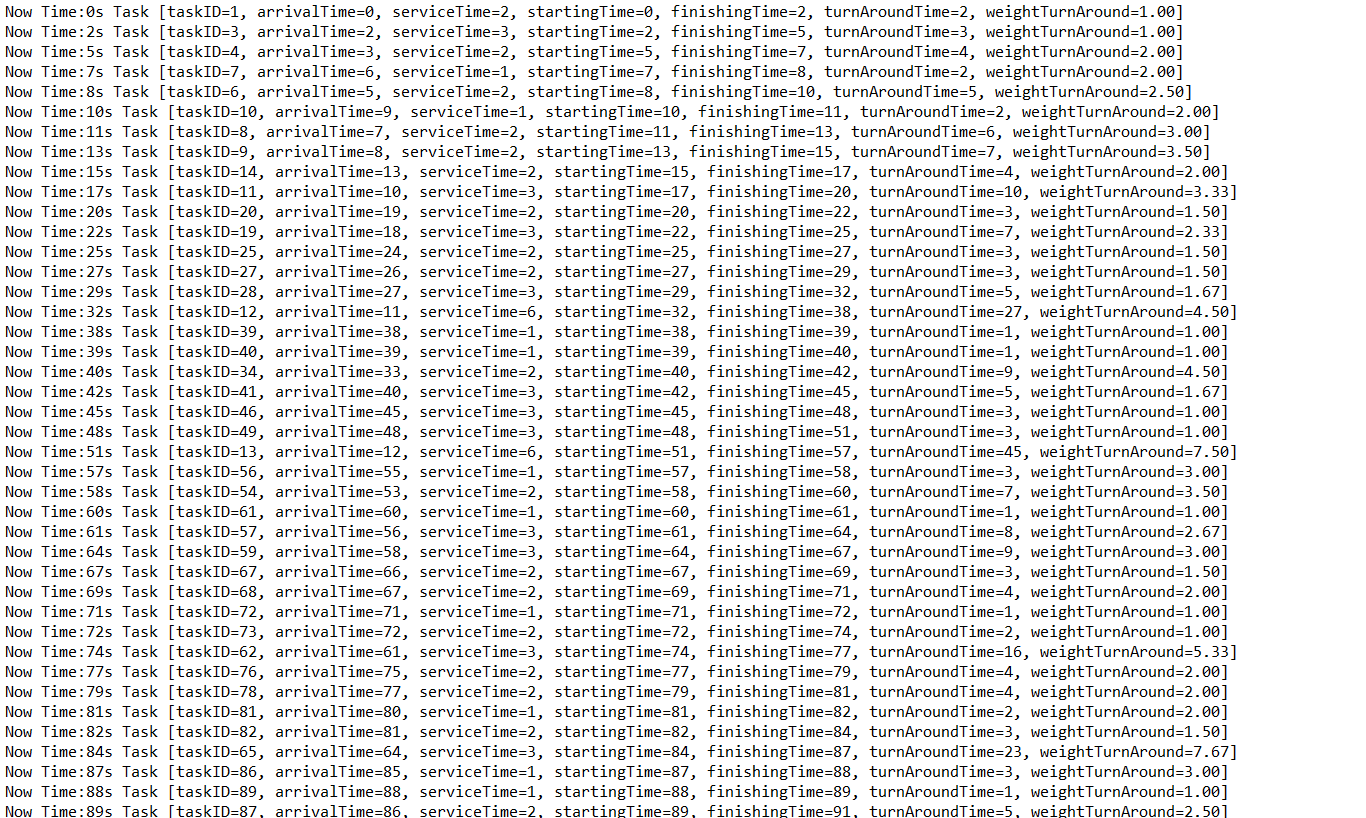 Now Time:0s Task [taskID=1, arrivalTime=0, serviceTime=2, startingTime=0, finishingTime=2, turnAroundTime=2, weightTurnAround=1.00]
Now Time:2s Task [taskID=3, arrivalTime=2, serviceTime=3, startingTime=2, finishingTime=5, turnAroundTime=3, weightTurnAround=1.00]
Now Time:5s Task [taskID=4, arrivalTime=3, serviceTime=2, startingTime=5, finishingTime=7, turnAroundTime=4, weightTurnAround=2.00]
Now Time:7s Task [taskID=7, arrivalTime=6, serviceTime=1, startingTime=7, finishingTime=8, turnAroundTime=2, weightTurnAround=2.00]
Now Time:8s Task [taskID=6, arrivalTime=5, serviceTime=2, startingTime=8, finishingTime=10, turnAroundTime=5, weightTurnAround=2.50]
Now Time:10s Task [taskID=10, arrivalTime=9, serviceTime=1, startingTime=10, finishingTime=11, turnAroundTime=2, weightTurnAround=2.00]
Now Time:11s Task [taskID=8, arrivalTime=7, serviceTime=2, startingTime=11, finishingTime=13, turnAroundTime=6, weightTurnAround=3.00]
Now Time:13s Task [taskID=9, arrivalTime=8, serviceTime=2, startingTime=13, finishingTime=15, turnAroundTime=7, weightTurnAround=3.50]
Now Time:15s Task [taskID=14, arrivalTime=13, serviceTime=2, startingTime=15, finishingTime=17, turnAroundTime=4, weightTurnAround=2.00]
Now Time:17s Task [taskID=11, arrivalTime=10, serviceTime=3, startingTime=17, finishingTime=20, turnAroundTime=10, weightTurnAround=3.33]
Now Time:20s Task [taskID=20, arrivalTime=19, serviceTime=2, startingTime=20, finishingTime=22, turnAroundTime=3, weightTurnAround=1.50]
Now Time:22s Task [taskID=19, arrivalTime=18, serviceTime=3, startingTime=22, finishingTime=25, turnAroundTime=7, weightTurnAround=2.33]
Now Time:25s Task [taskID=25, arrivalTime=24, serviceTime=2, startingTime=25, finishingTime=27, turnAroundTime=3, weightTurnAround=1.50]
Now Time:27s Task [taskID=27, arrivalTime=26, serviceTime=2, startingTime=27, finishingTime=29, turnAroundTime=3, weightTurnAround=1.50]
Now Time:29s Task [taskID=28, arrivalTime=27, serviceTime=3, startingTime=29, finishingTime=32, turnAroundTime=5, weightTurnAround=1.67]
Now Time:32s Task [taskID=12, arrivalTime=11, serviceTime=6, startingTime=32, finishingTime=38, turnAroundTime=27, weightTurnAround=4.50]
Now Time:38s Task [taskID=39, arrivalTime=38, serviceTime=1, startingTime=38, finishingTime=39, turnAroundTime=1, weightTurnAround=1.00]
Now Time:39s Task [taskID=40, arrivalTime=39, serviceTime=1, startingTime=39, finishingTime=40, turnAroundTime=1, weightTurnAround=1.00]
Now Time:40s Task [taskID=34, arrivalTime=33, serviceTime=2, startingTime=40, finishingTime=42, turnAroundTime=9, weightTurnAround=4.50]
Now Time:42s Task [taskID=41, arrivalTime=40, serviceTime=3, startingTime=42, finishingTime=45, turnAroundTime=5, weightTurnAround=1.67]
Now Time:45s Task [taskID=46, arrivalTime=45, serviceTime=3, startingTime=45, finishingTime=48, turnAroundTime=3, weightTurnAround=1.00]
Now Time:48s Task [taskID=49, arrivalTime=48, serviceTime=3, startingTime=48, finishingTime=51, turnAroundTime=3, weightTurnAround=1.00]
Now Time:51s Task [taskID=13, arrivalTime=12, serviceTime=6, startingTime=51, finishingTime=57, turnAroundTime=45, weightTurnAround=7.50]
Now Time:57s Task [taskID=56, arrivalTime=55, serviceTime=1, startingTime=57, finishingTime=58, turnAroundTime=3, weightTurnAround=3.00]
Now Time:58s Task [taskID=54, arrivalTime=53, serviceTime=2, startingTime=58, finishingTime=60, turnAroundTime=7, weightTurnAround=3.50]
Now Time:60s Task [taskID=61, arrivalTime=60, serviceTime=1, startingTime=60, finishingTime=61, turnAroundTime=1, weightTurnAround=1.00]
Now Time:61s Task [taskID=57, arrivalTime=56, serviceTime=3, startingTime=61, finishingTime=64, turnAroundTime=8, weightTurnAround=2.67]
Now Time:64s Task [taskID=59, arrivalTime=58, serviceTime=3, startingTime=64, finishingTime=67, turnAroundTime=9, weightTurnAround=3.00]
Now Time:67s Task [taskID=67, arrivalTime=66, serviceTime=2, startingTime=67, finishingTime=69, turnAroundTime=3, weightTurnAround=1.50]
Now Time:69s Task [taskID=68, arrivalTime=67, serviceTime=2, startingTime=69, finishingTime=71, turnAroundTime=4, weightTurnAround=2.00]
Now Time:71s Task [taskID=72, arrivalTime=71, serviceTime=1, startingTime=71, finishingTime=72, turnAroundTime=1, weightTurnAround=1.00]
Now Time:72s Task [taskID=73, arrivalTime=72, serviceTime=2, startingTime=72, finishingTime=74, turnAroundTime=2, weightTurnAround=1.00]
Now Time:74s Task [taskID=62, arrivalTime=61, serviceTime=3, startingTime=74, finishingTime=77, turnAroundTime=16, weightTurnAround=5.33]
Now Time:77s Task [taskID=76, arrivalTime=75, serviceTime=2, startingTime=77, finishingTime=79, turnAroundTime=4, weightTurnAround=2.00]
Now Time:79s Task [taskID=78, arrivalTime=77, serviceTime=2, startingTime=79, finishingTime=81, turnAroundTime=4, weightTurnAround=2.00]
Now Time:81s Task [taskID=81, arrivalTime=80, serviceTime=1, startingTime=81, finishingTime=82, turnAroundTime=2, weightTurnAround=2.00]
Now Time:82s Task [taskID=82, arrivalTime=81, serviceTime=2, startingTime=82, finishingTime=84, turnAroundTime=3, weightTurnAround=1.50]
Now Time:84s Task [taskID=65, arrivalTime=64, serviceTime=3, startingTime=84, finishingTime=87, turnAroundTime=23, weightTurnAround=7.67]
Now Time:87s Task [taskID=86, arrivalTime=85, serviceTime=1, startingTime=87, finishingTime=88, turnAroundTime=3, weightTurnAround=3.00]
Now Time:88s Task [taskID=89, arrivalTime=88, serviceTime=1, startingTime=88, finishingTime=89, turnAroundTime=1, weightTurnAround=1.00]
Now Time:89s Task [taskID=87, arrivalTime=86, serviceTime=2, startingTime=89, finishingTime=91, turnAroundTime=5, weightTurnAround=2.50]